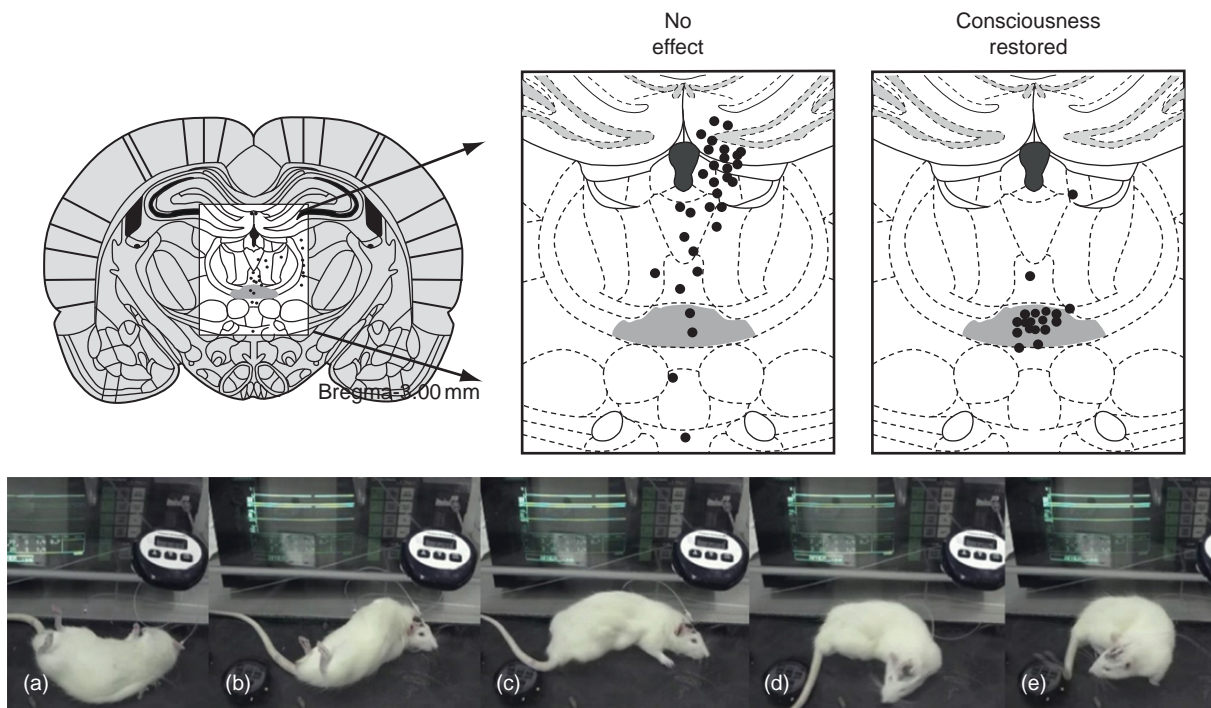 No
effect
Consciousness
restored
Bregma-3.00 mm
(a)
(b)
(c)
(d)
(e)